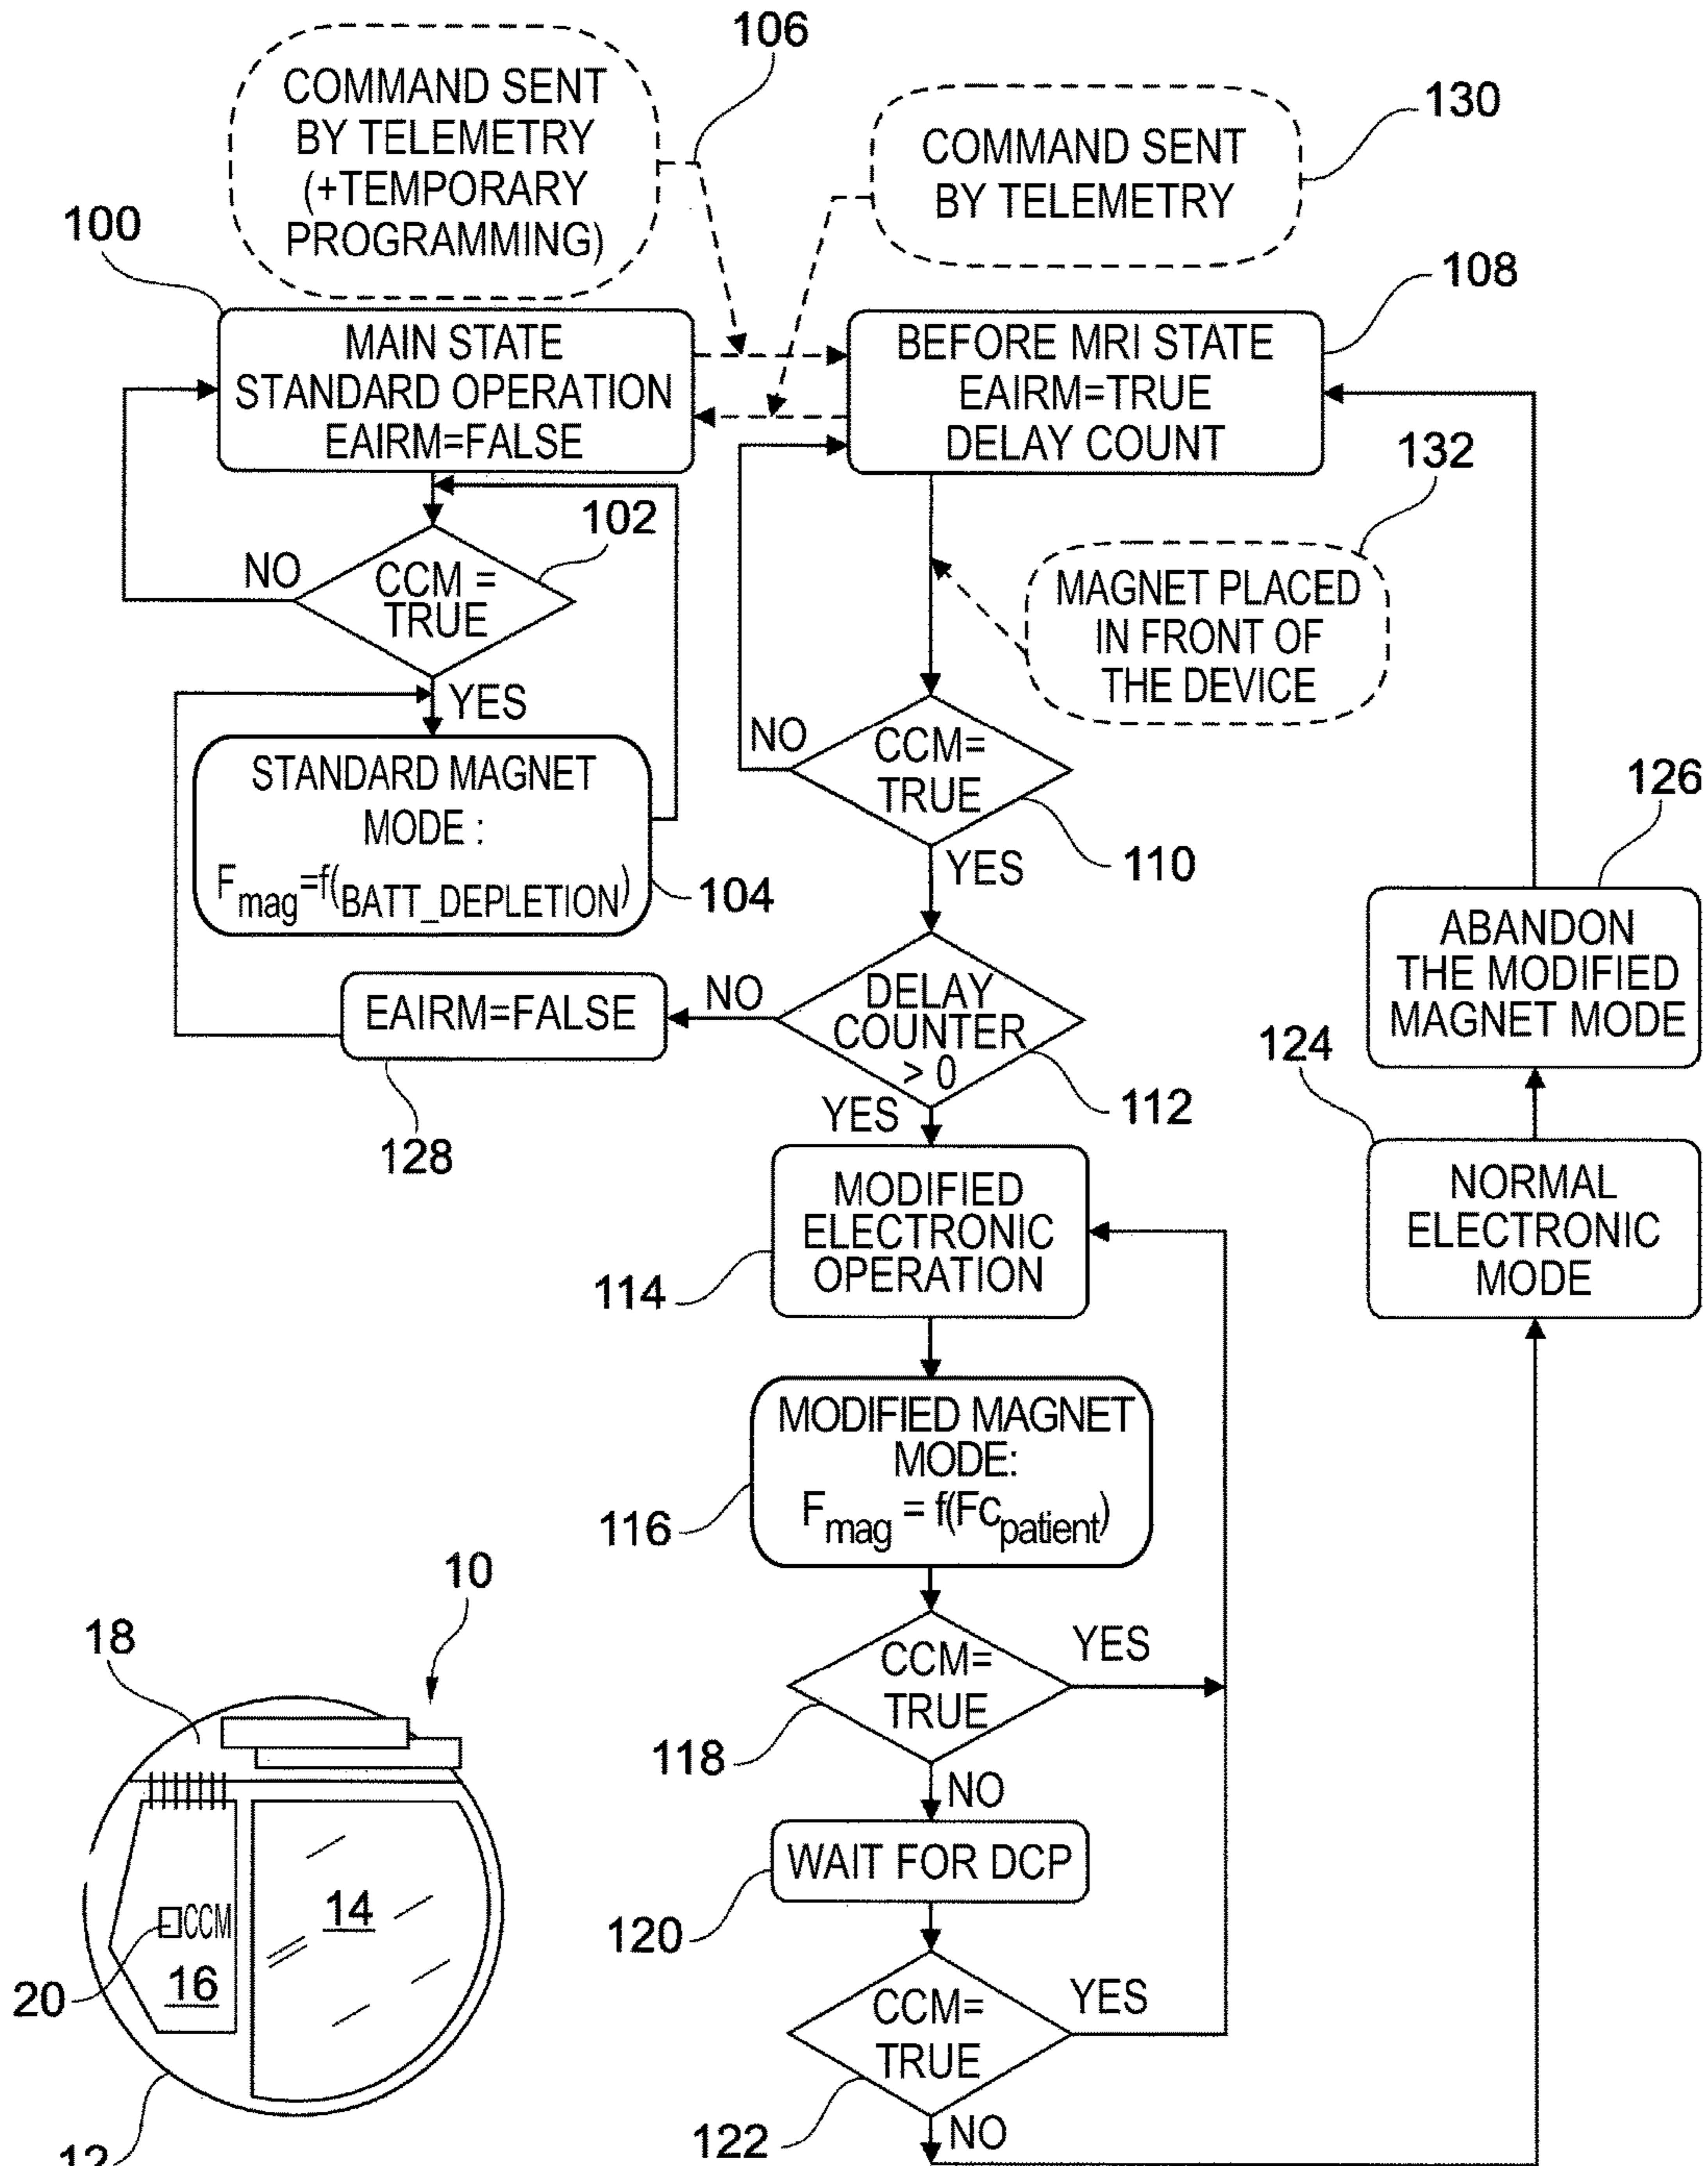 106
COMMAND SENT
BY TELEMETRY
(+TEMPORARY
PROGRAMMING)
130
COMMAND SENT
BY TELEMETRY
100
MAIN STATE
STANDARD OPERATION
EAIRM=FALSE
108
BEFORE MRI STATE
EAIRM=TRUE
DELAY COUNT
132
102
NO
CCM =
TRUE
YES
MAGNET PLACED
IN FRONT OF
THE DEVICE
STANDARD MAGNET
MODE :
Fmag=f(BATT_DEPLETION)
104
NO
CCM=
TRUE
110
YES
126
ABANDON
THE MODIFIED
MAGNET MODE
EAIRM=FALSE
128
NO
DELAY
COUNTER
> 0
112
YES
124
NORMAL
ELECTRONIC
MODE
MODIFIED
ELECTRONIC
OPERATION
114
MODIFIED MAGNET
MODE:
Fmag = f(FCpatient)
116
CCM=
TRUE
YES
118
NO
WAIT FOR DCP
120
CCM=
TRUE
YES
122
NO
10
18
14
CCM
16
20
12